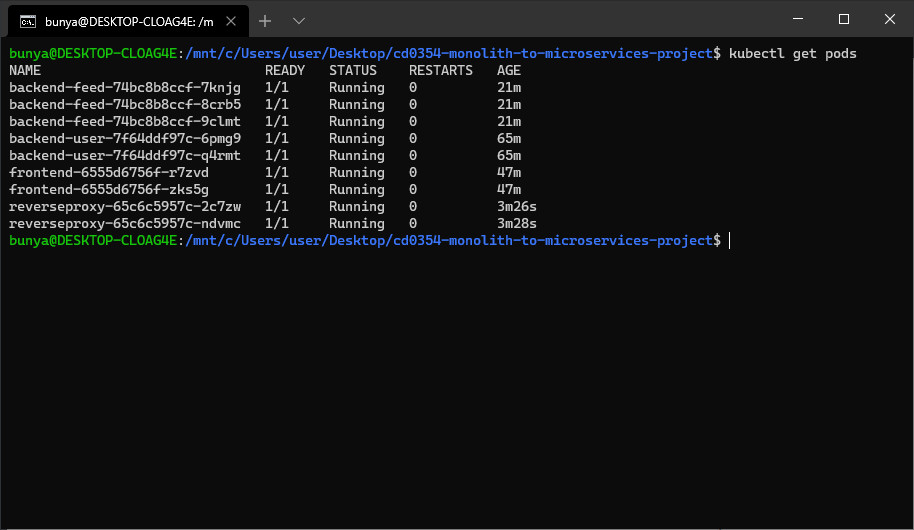 bunya@DESKTOP-CLOAG4E: /m
bunya@DESKTOP-CLOAG4E:/mnt/c/Users/user/Desktop/cd0354-monolith-to-microservices-project$ kubectl get pods
NAME READY STATUS RESTARTS AGE
backend-feed-74bc8b8ccf-7knjg 1/1 Running 0 21m
backend-feed-74bc8b8ccf-8crb5 1/1 Running 0 21m
backend-feed-74bc8b8ccf-9clmt 1/1 Running 0 21m
backend-user-7f64ddf97c-6pmg9 1/1 Running 0 65m
backend-user-7f64ddf97c-q4rmt 1/1 Running 0 65m
frontend-6555d6756f-r7zvd 1/1 Running 0 47m
frontend-6555d6756f-zks5g 1/1 Running 0 47m
reverseproxy-65c6c5957c-2c7zw 1/1 Running 0 3m26s
reverseproxy-65c6c5957c-ndvmc 1/1 Running 0 3m28s
bunya@DESKTOP-CLOAG4E:/mnt/c/Users/user/Desktop/cd0354-monolith-to-microservices-project$